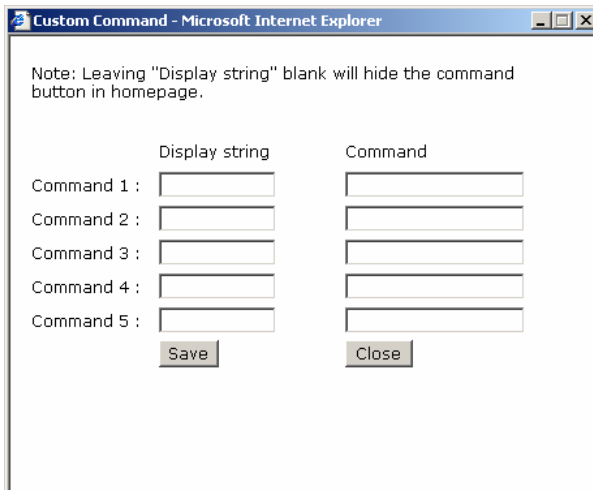 Custom Command - Microsoft Internet Explorer
Note: Leaving "Display string" blank will hide the command
button in homepage.
Display string Command
Command 1 :
Command 2 :
Command 3 :
Command 4 :
Command 5 :
Save Close